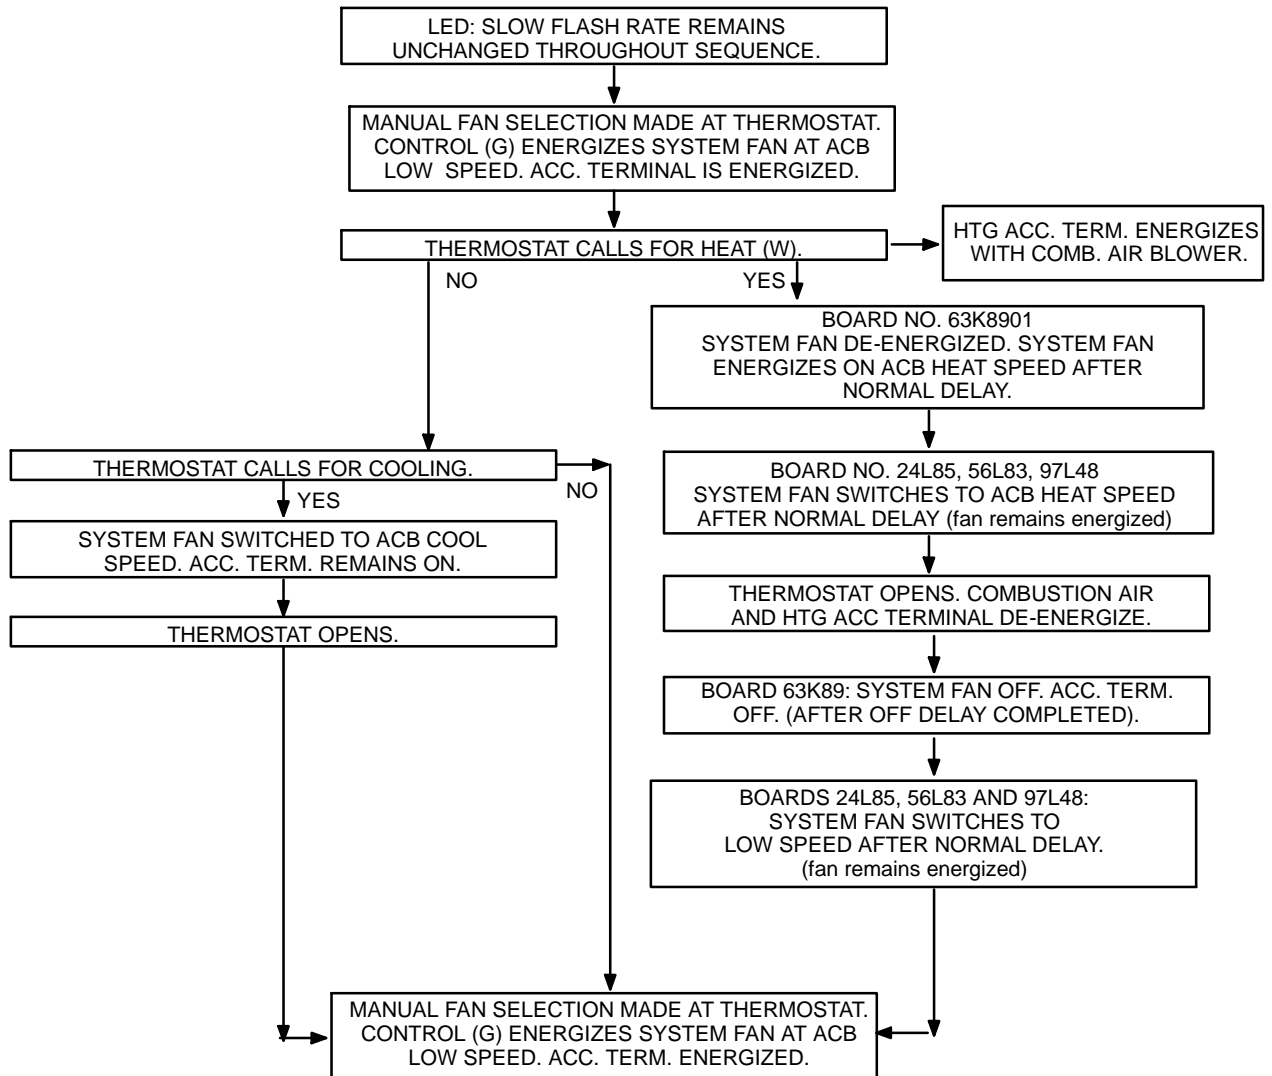 LED: SLOW FLASH RATE REMAINS
UNCHANGED THROUGHOUT SEQUENCE.
MANUAL FAN SELECTION MADE AT THERMOSTAT.
CONTROL (G) ENERGIZES SYSTEM FAN AT ACB
LOW SPEED. ACC. TERMINAL IS ENERGIZED.
THERMOSTAT CALLS FOR HEAT (W).
HTG ACC. TERM. ENERGIZES
WITH COMB. AIR BLOWER.
NO
YES
BOARD NO. 63K8901
SYSTEM FAN DE-ENERGIZED. SYSTEM FAN
ENERGIZES ON ACB HEAT SPEED AFTER
NORMAL DELAY.
THERMOSTAT CALLS FOR COOLING.
NO
YES
SYSTEM FAN SWITCHED TO ACB COOL
SPEED. ACC. TERM. REMAINS ON.
THERMOSTAT OPENS.
BOARD NO. 24L85, 56L83, 97L48
SYSTEM FAN SWITCHES TO ACB HEAT SPEED
AFTER NORMAL DELAY (fan remains energized)
THERMOSTAT OPENS. COMBUSTION AIR
AND HTG ACC TERMINAL DE-ENERGIZE.
BOARD 63K89: SYSTEM FAN OFF. ACC. TERM.
OFF. (AFTER OFF DELAY COMPLETED).
BOARDS 24L85, 56L83 AND 97L48:
SYSTEM FAN SWITCHES TO
LOW SPEED AFTER NORMAL DELAY.
(fan remains energized)
MANUAL FAN SELECTION MADE AT THERMOSTAT.
CONTROL (G) ENERGIZES SYSTEM FAN AT ACB
LOW SPEED. ACC. TERM. ENERGIZED.